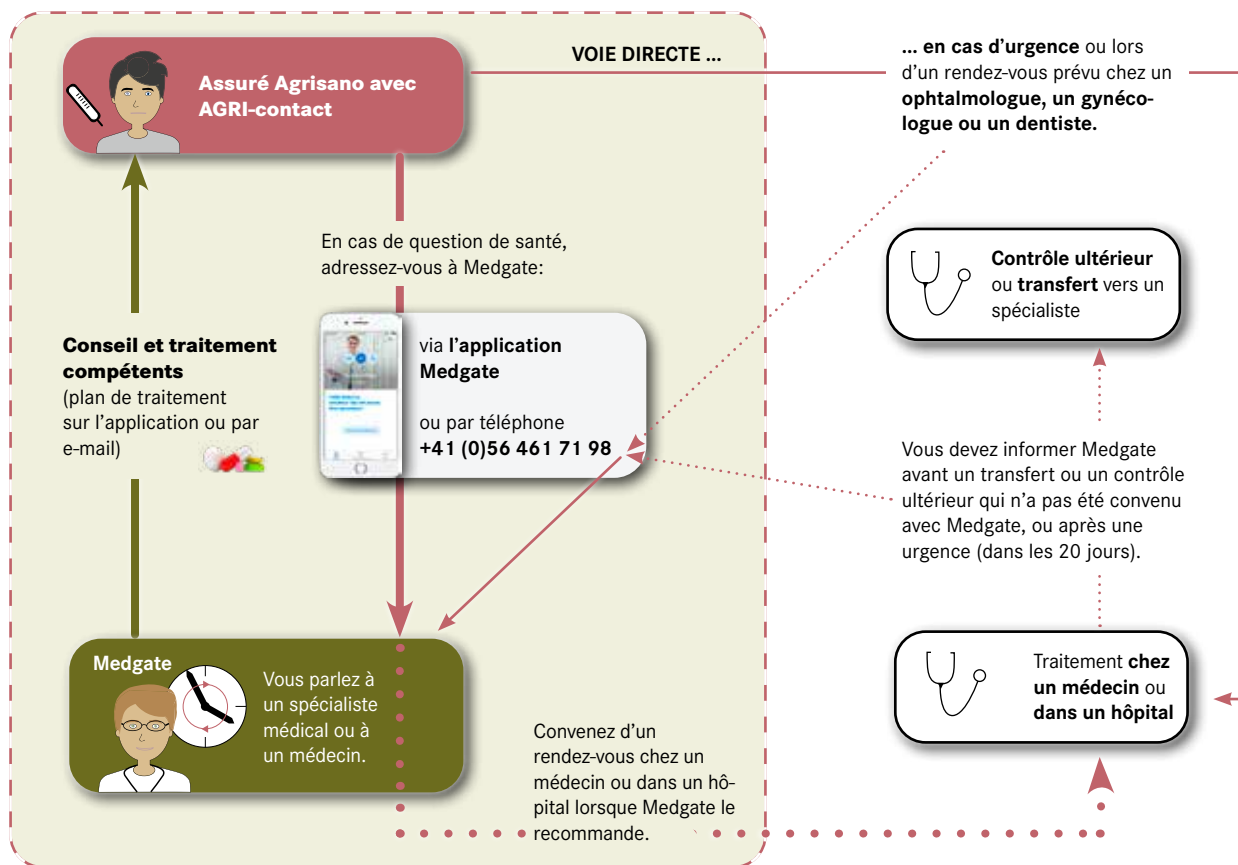 Assuré Agrisano avec
AGRI-contact
VOIE DIRECTE ...
... en cas d'urgence ou lors
d'un rendez-vous prévu chez un
ophtalmologue, un gynéco-
logue ou un dentiste.
En cas de question de santé,
adressez-vous à Medgate:
via l'application
Medgate
ou par téléphone
+41 (0)56 461 71 98
Conseil et traitement
compétents
(plan de traitement
sur l'application ou par
e-mail)
Contrôle ultérieur
ou transfert vers un
spécialiste
Vous devez informer Medgate
avant un transfert ou un contrôle
ultérieur qui n'a pas été convenu
avec Medgate, ou après une
urgence (dans les 20 jours).
Medgate
Vous parlez à
un spécialiste
médical ou à
un médecin.
Convenez d'un
rendez-vous chez un
médecin ou dans un hô-
pital lorsque Medgate le
recommande.
Traitement chez
un médecin ou
dans un hôpital